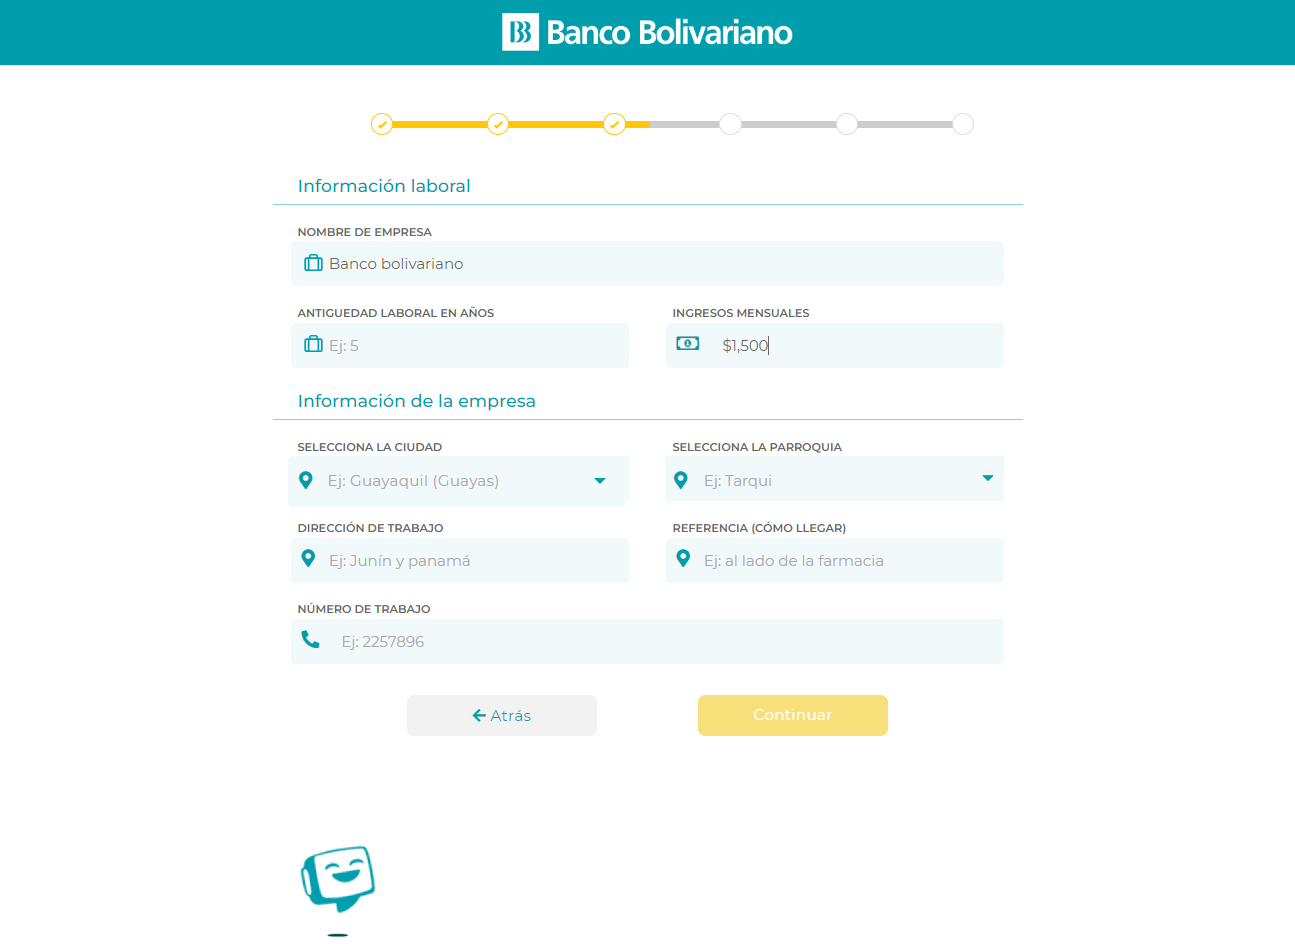 BB Banco Bolivariano
Información laboral
NOMBRE DE EMPRESA
Banco bolivariano
ANTIGUEDAD LABORAL EN AÑOS
Ej: 5
INGRESOS MENSUALES
$1,500
Información de la empresa
SELECCIONA LA CIUDAD
Ej: Guayaquil (Guayas)
SELECCIONA LA PARROQUIA
Ej: Tarqui
DIRECCIÓN DE TRABAJO
Ej: Junín y panamá
REFERENCIA (CÓMO LLEGAR)
Ej: al lado de la farmacia
NÚMERO DE TRABAJO
Ej: 2257896
Atrás
Continuar